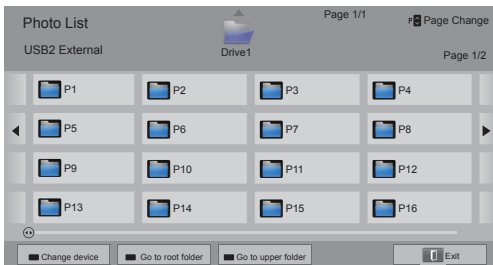 Photo List
Page 1/1
P Page Change
USB2 External
Drive1
Page 1/2
P1 P2 P3 P4
P5 P6 P7 P8
P9 P10 P11 P12
P13 P14 P15 P16
Change device Go to root folder Go to upper folder Exit